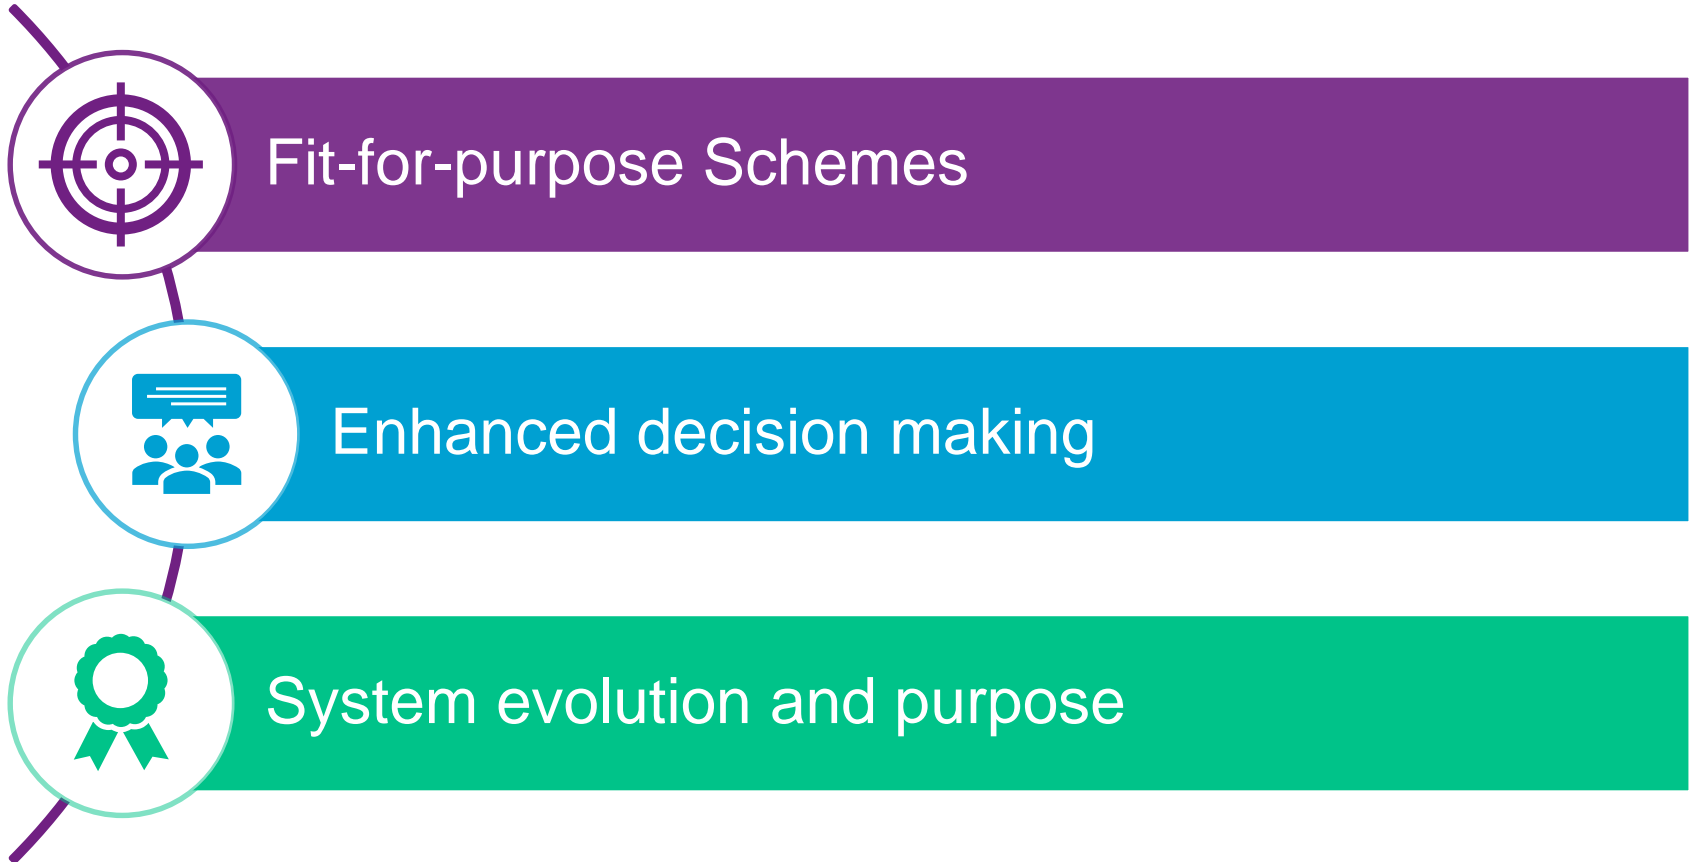 Fit-for-purpose Schemes
Enhanced decision making
System evolution and purpose